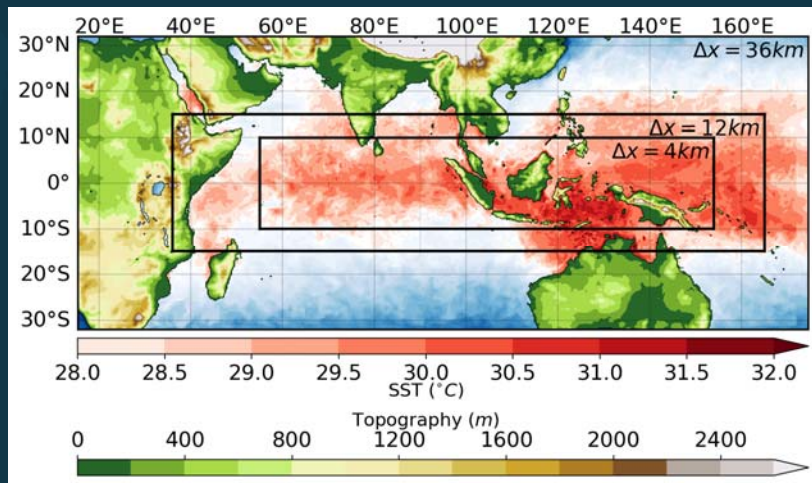 20°E 40°E 60°E 80°E 100°E 120°E 140°E 160°E
30°N
Δx = 36km
20°N
10°N
Δx = 12km
Δx = 4km
0°
10°S
20°S
30°S
28.0 28.5 29.0 29.5 30.0 30.5 31.0 31.5 32.0
SST (°C)
Topography (m)
0 400 800 1200 1600 2000 2400